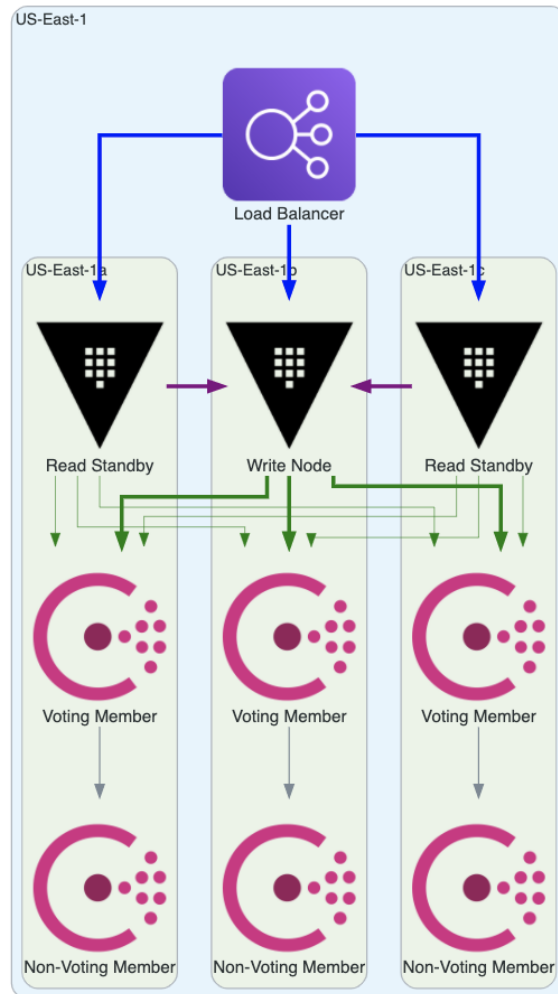 US-East-1
Load Balancer
US-East-1a
US-East-1b
US-East-1c
Read Standby
Write Node
Read Standby
Voting Member
Voting Member
Voting Member
Non-Voting Member
Non-Voting Member
Non-Voting Member